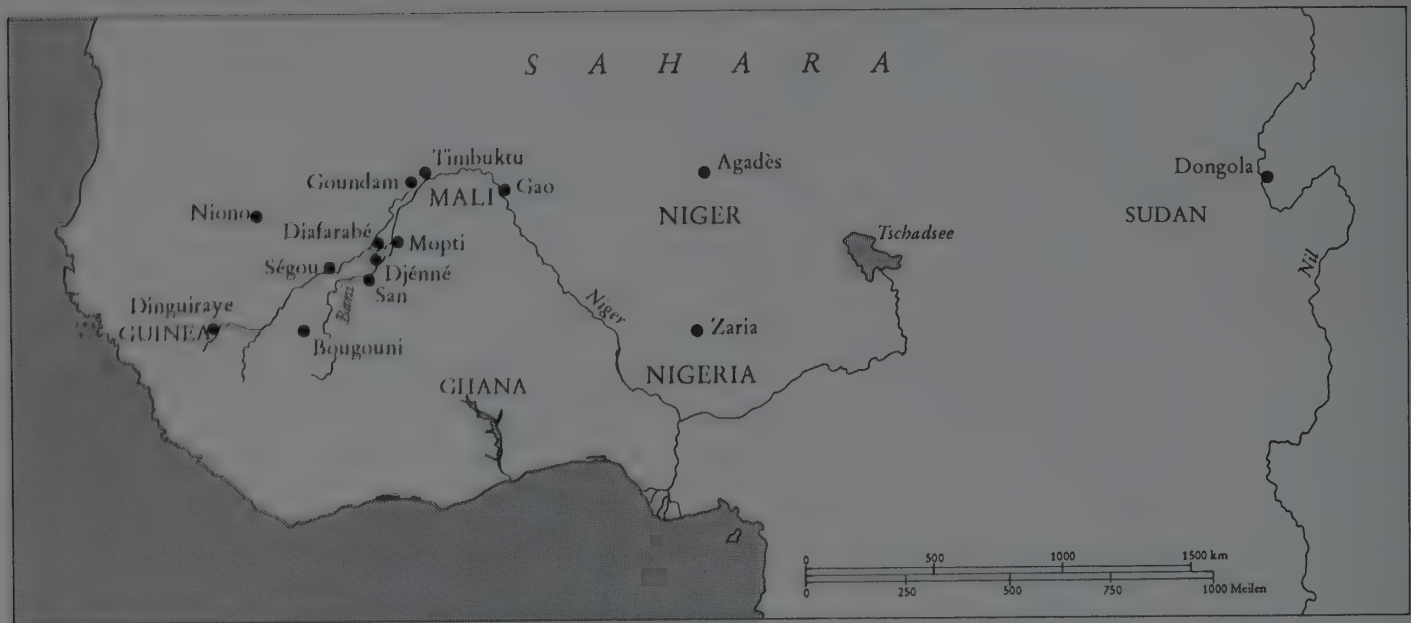 S A H A R A
Timbuktu
Goundam
MALI
Gao
Agadès
Dongola
Niono
NIGER
SUDAN
Diafarabé
Mopti
Tschadsee
Ségou
Djénné
San
Nil
Bani
Niger
Dinguiraye
GUINEA
Bougouni
Zaria
NIGERIA
GHANA
0 500 1000 1500 km
0 250 500 750 1000 Meilen